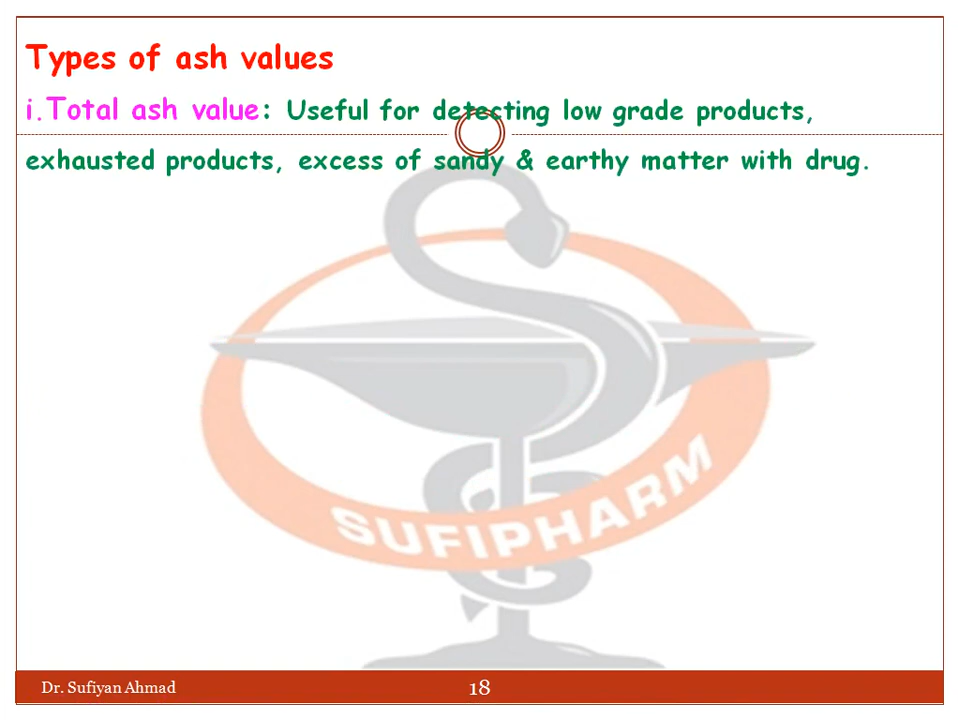 Types of ash values
i.Total ash value: Useful for detecting low grade products,
exhausted products, excess of sandy & earthy matter with drug.
SUFIPHARM
Dr. Sufiyan Ahmad
18